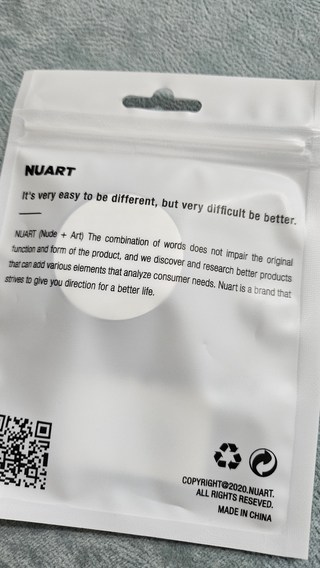 NUART
It's very easy to be different, but very difficult be better.
NUART (Nude + Art) The combination of words does not impair the original
function and form of the product, and we discover and research better products
that can add various elements that analyze consumer needs. Nuart is a brand that
strives to give you direction for a better life.
COPYRIGHT@2020.NUART.
ALL RIGHTS RESEVED.
MADE IN CHINA